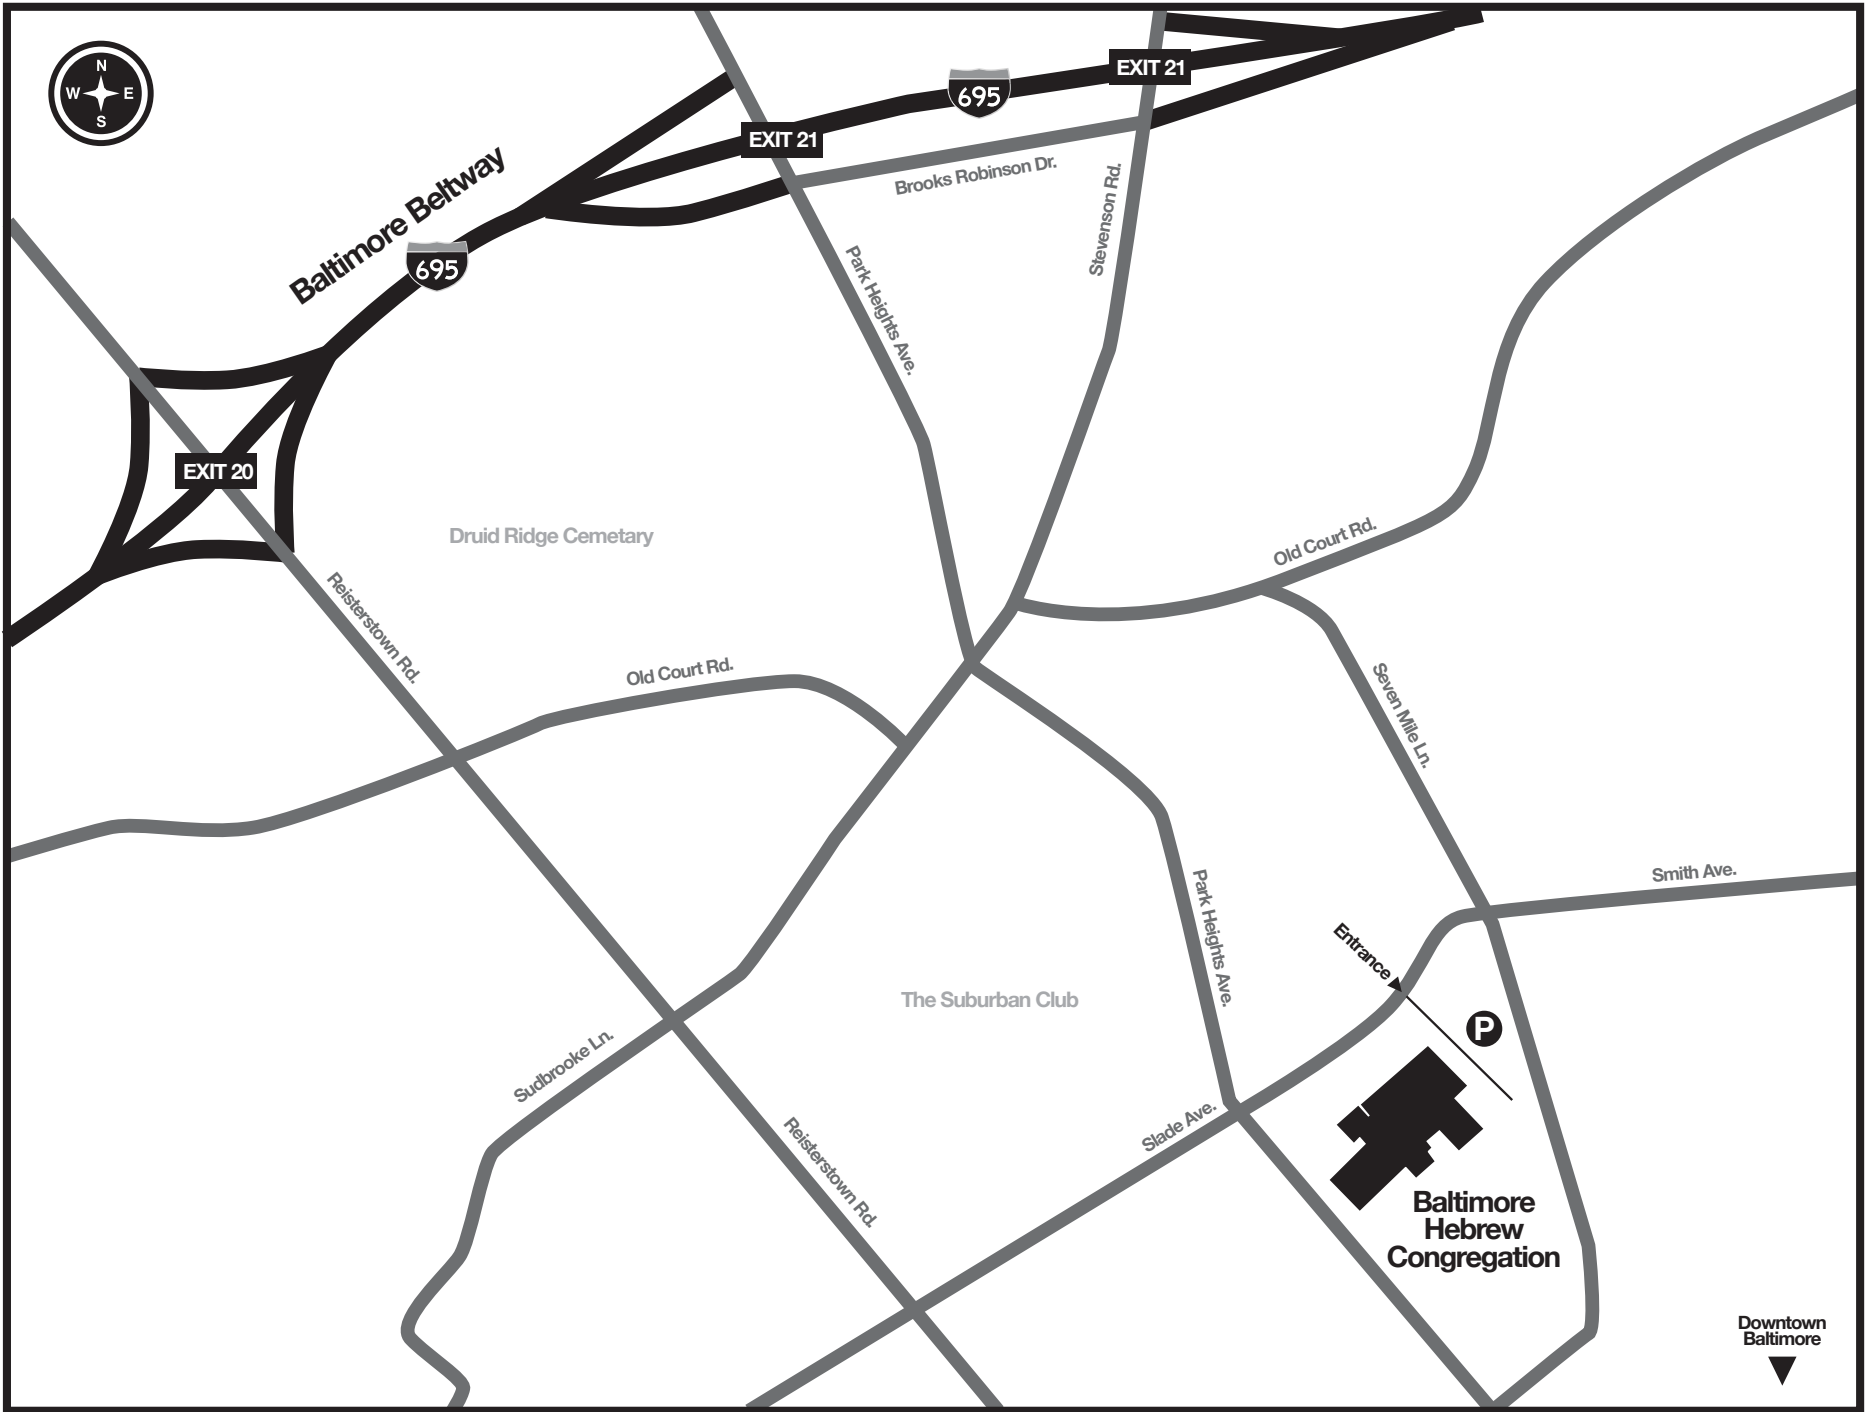 N
W E
S
EXIT 21
695
EXIT 21
Brooks Robinson Dr.
Baltimore Beltway
695
Stevenson Rd.
Park Heights Ave.
EXIT 20
Druid Ridge Cemetary
Old Court Rd.
Reisterstown Rd.
Old Court Rd.
Seven Mile Ln.
Smith Ave.
Park Heights Ave.
Entrance
The Suburban Club
P
Sudbrooke Ln.
Slade Ave.
Reisterstown Rd.
Baltimore
Hebrew
Congregation
Downtown
Baltimore